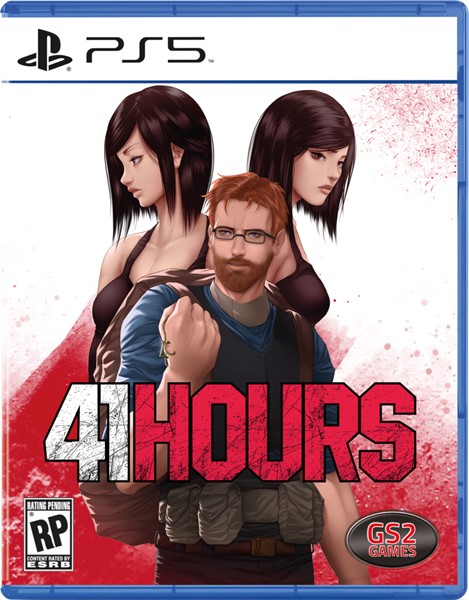 PS5
41HOURS
RATING PENDING
RP
CONTENT RATED BY
ESRB
GS2
GAMES